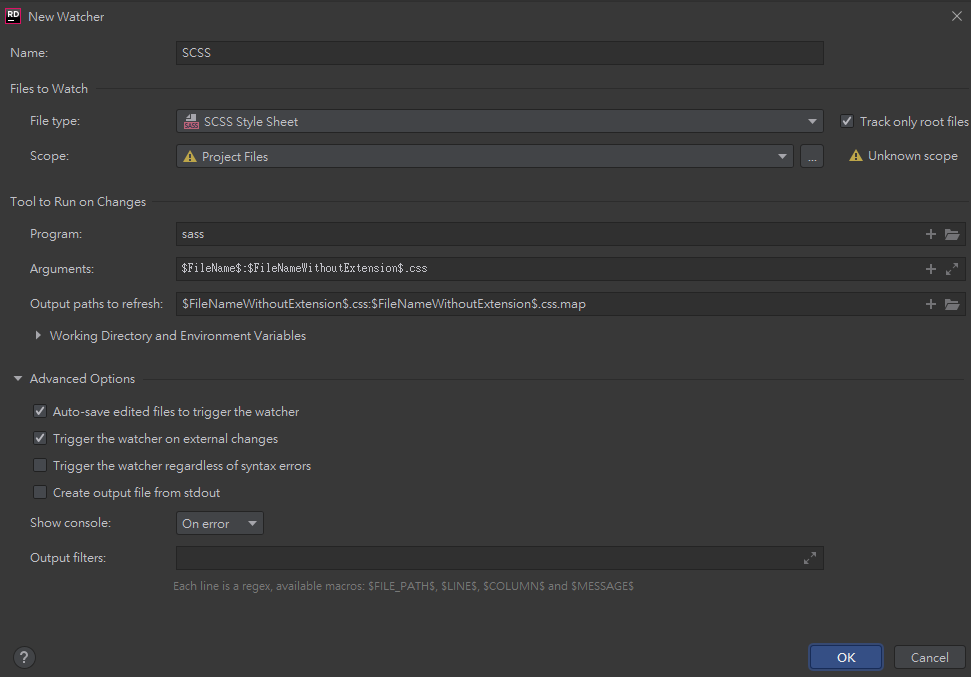 RD New Watcher
Name: SCSS
Files to Watch
File type: SASS SCSS Style Sheet Track only root files
Scope: Project Files ... Unknown scope
Tool to Run on Changes
Program: sass
Arguments: $FileName$:$FileNameWithoutExtension$.css
Output paths to refresh: $FileNameWithoutExtension$.css:$FileNameWithoutExtension$.css.map
Working Directory and Environment Variables
Advanced Options
Auto-save edited files to trigger the watcher
Trigger the watcher on external changes
Trigger the watcher regardless of syntax errors
Create output file from stdout
Show console: On error
Output filters:
Each line is a regex, available macros: $FILE_PATH$, $LINE$, $COLUMN$ and $MESSAGE$
? OK Cancel